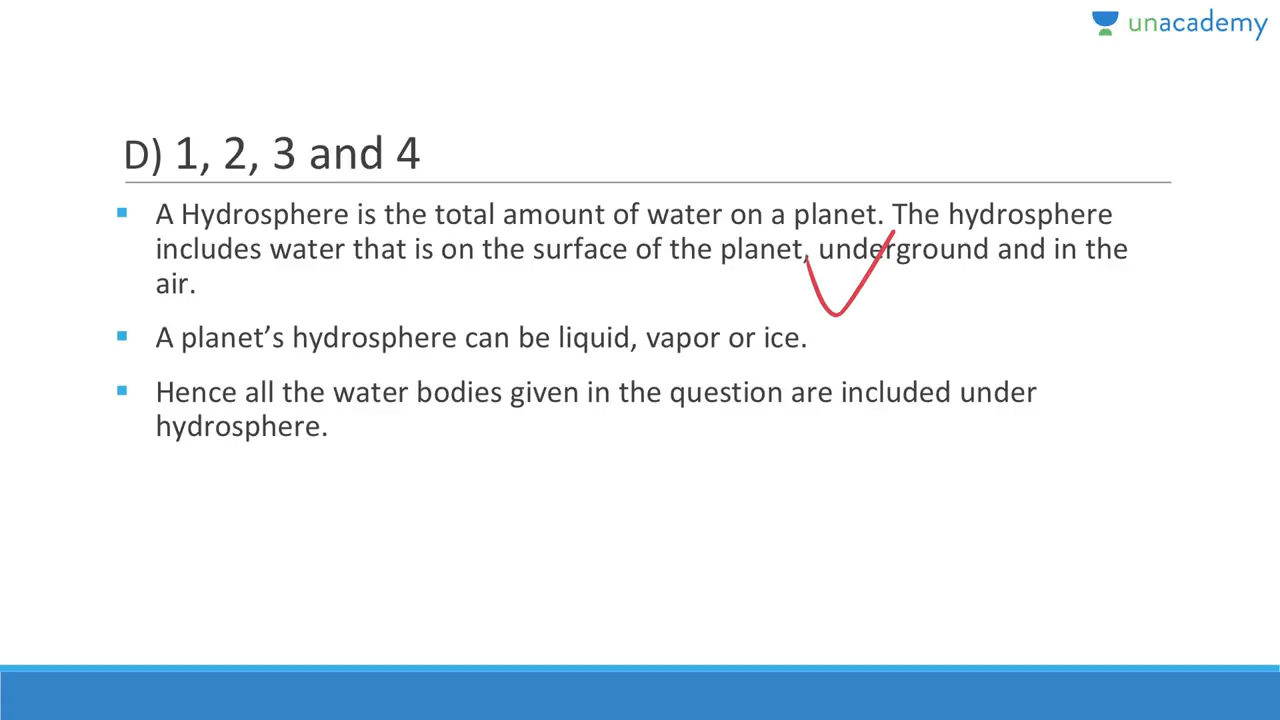 unacademy
D) 1, 2, 3 and 4
▪ A Hydrosphere is the total amount of water on a planet. The hydrosphere
includes water that is on the surface of the planet, underground and in the
air.
▪ A planet’s hydrosphere can be liquid, vapor or ice.
▪ Hence all the water bodies given in the question are included under
hydrosphere.